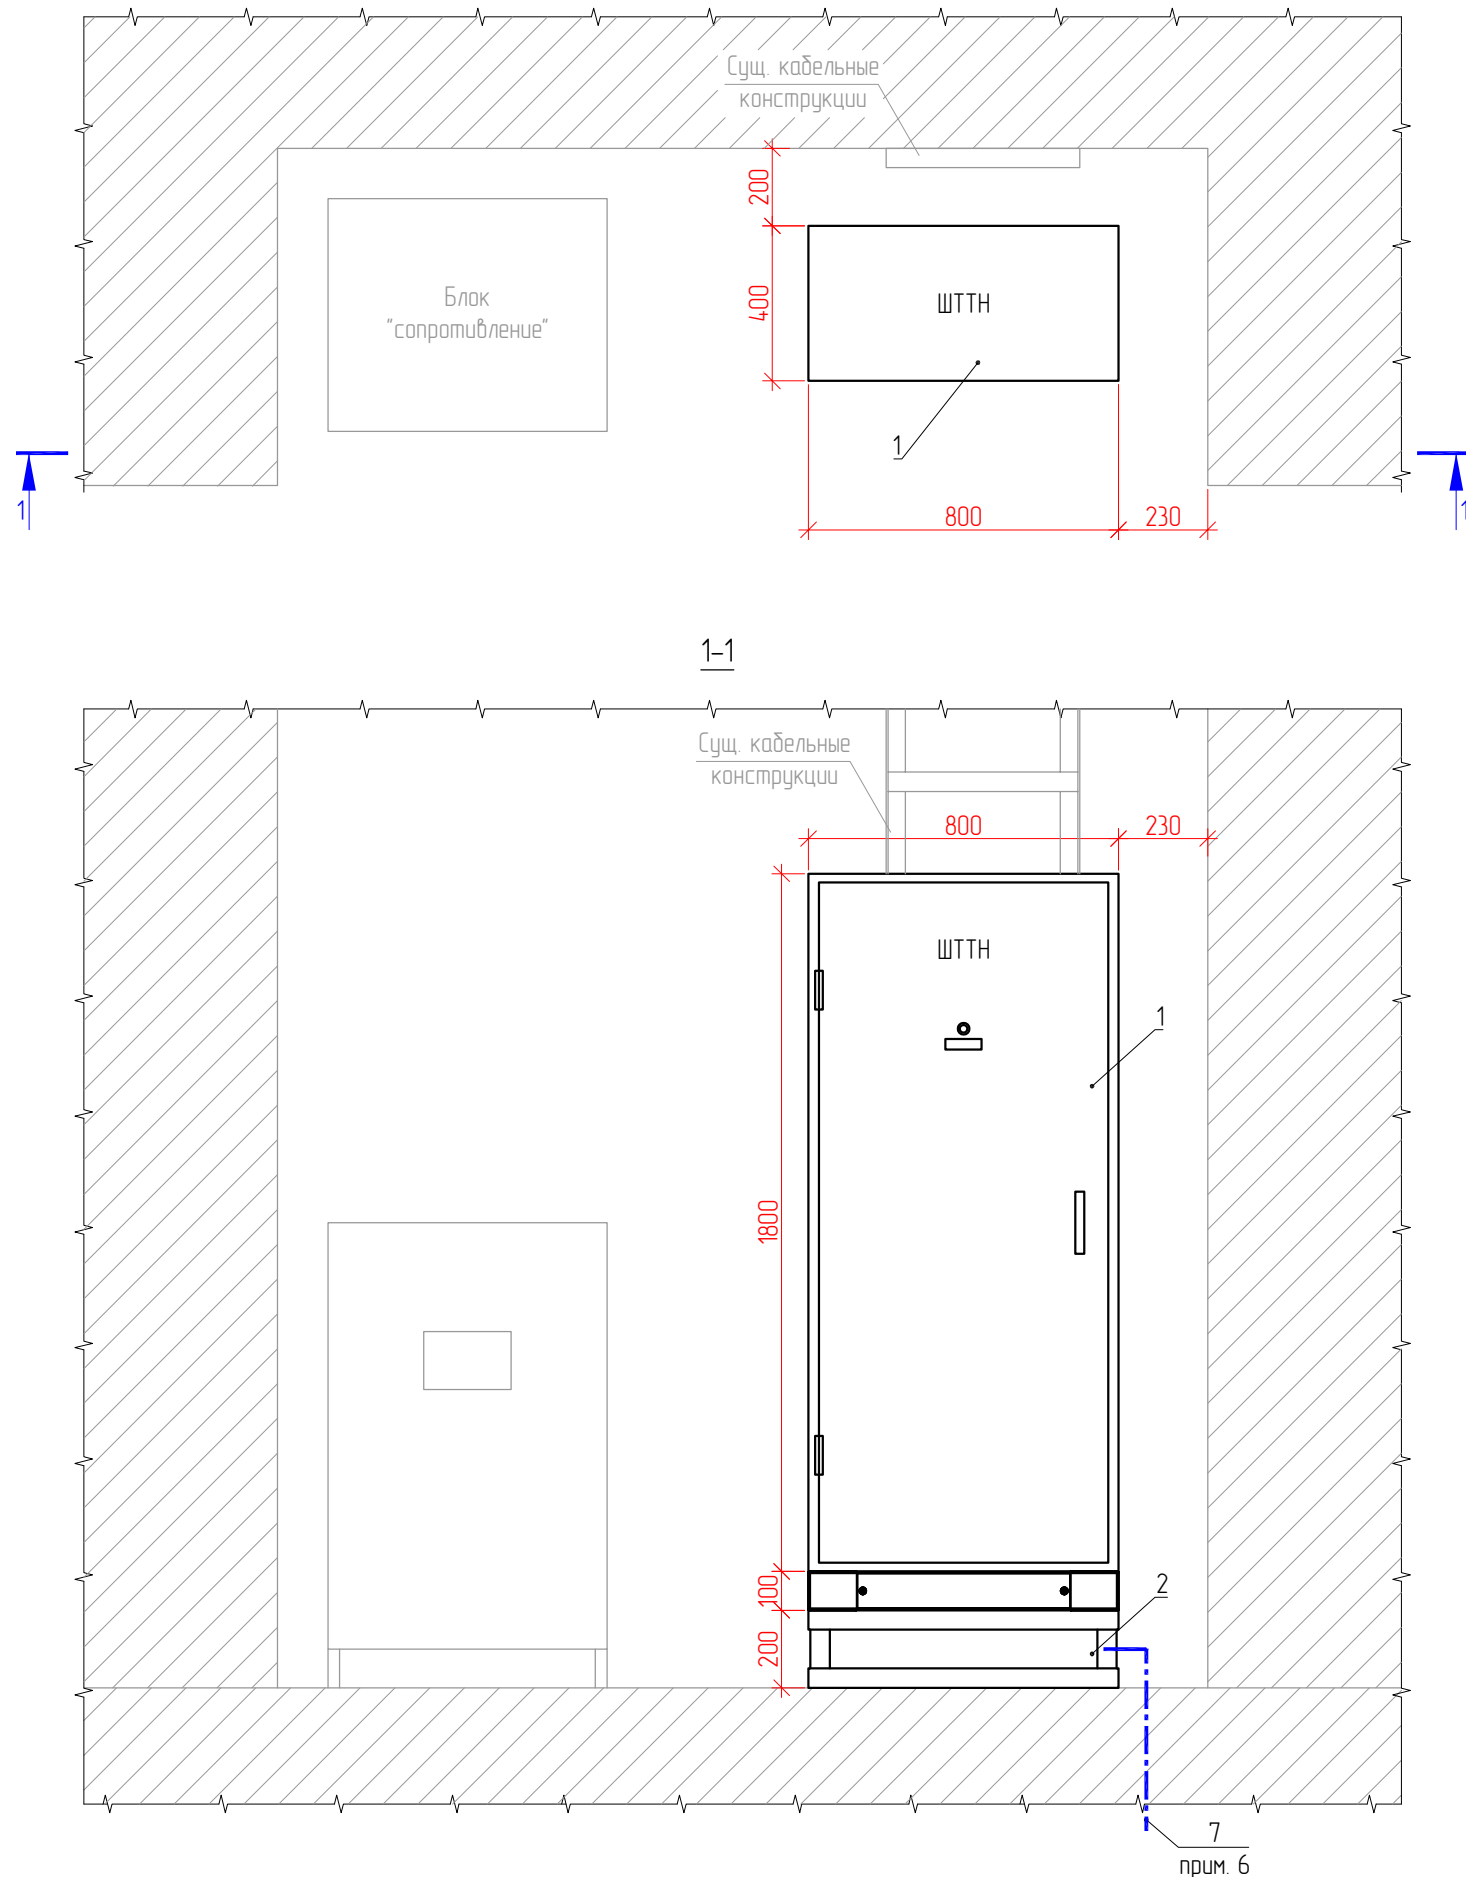 Сущ. кабельные
конструкции
200
400
Блок
"сопротивление"
ШТТН
1
1
1
800
230
1-1
Сущ. кабельные
конструкции
800
230
ШТТН
1
1800
100
2
200
7
прим. 6